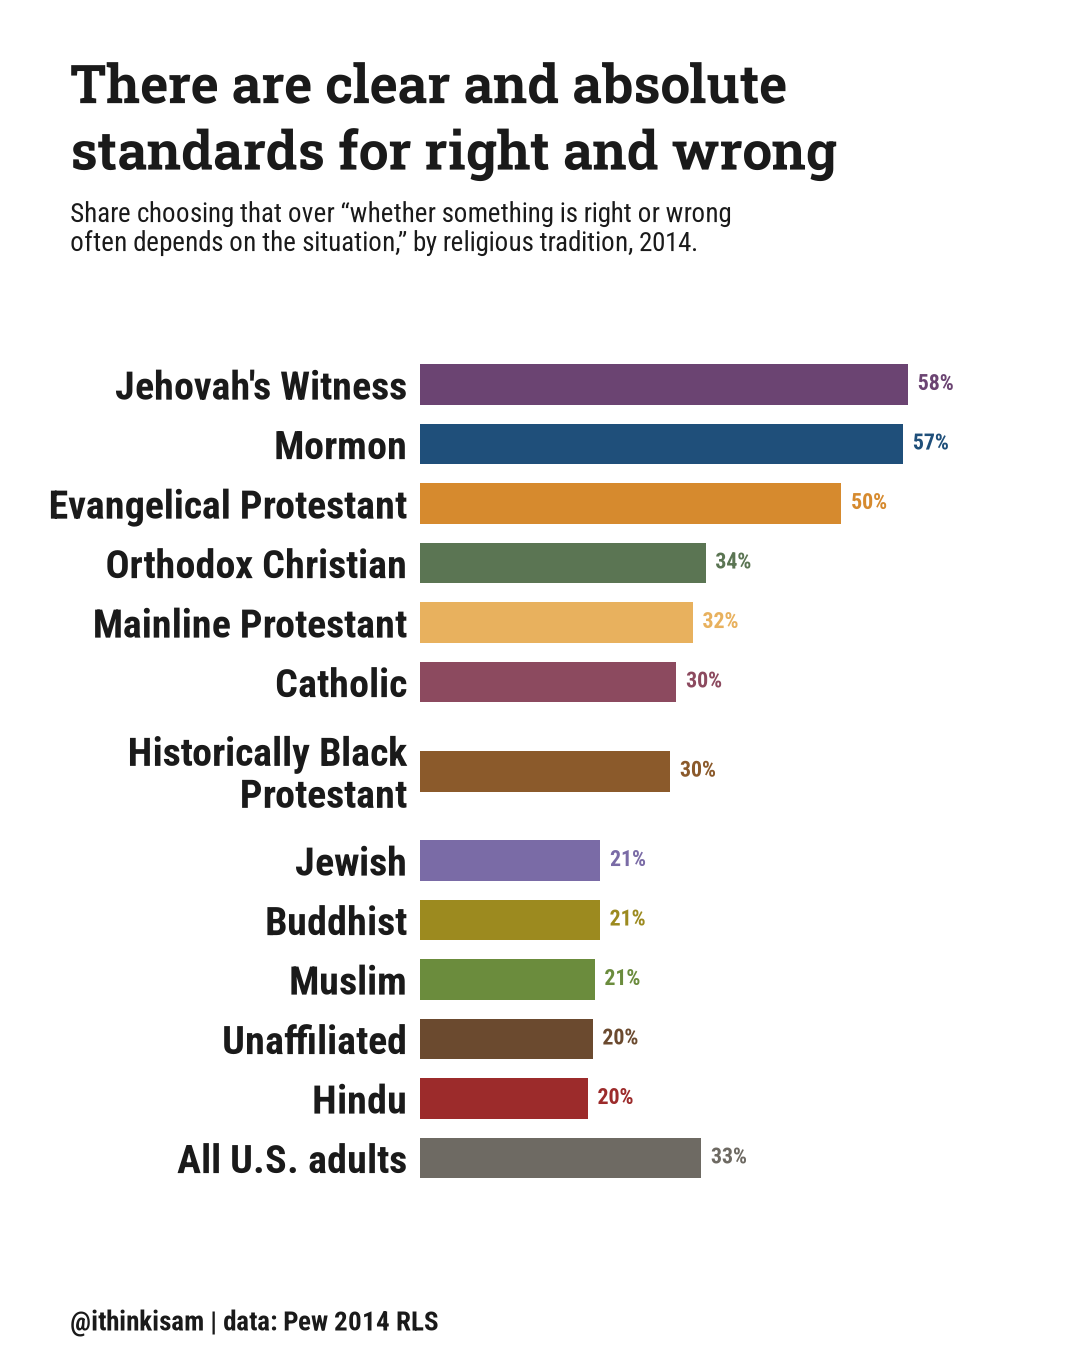 There are clear and absolute
standards for right and wrong
Share choosing that over “whether something is right or wrong
often depends on the situation,” by religious tradition, 2014.
Jehovah's Witness 58%
Mormon 57%
Evangelical Protestant 50%
Orthodox Christian 34%
Mainline Protestant 32%
Catholic 30%
Historically Black
Protestant 30%
Jewish 21%
Buddhist 21%
Muslim 21%
Unaffiliated 20%
Hindu 20%
All U.S. adults 33%
@ithinkisam | data: Pew 2014 RLS